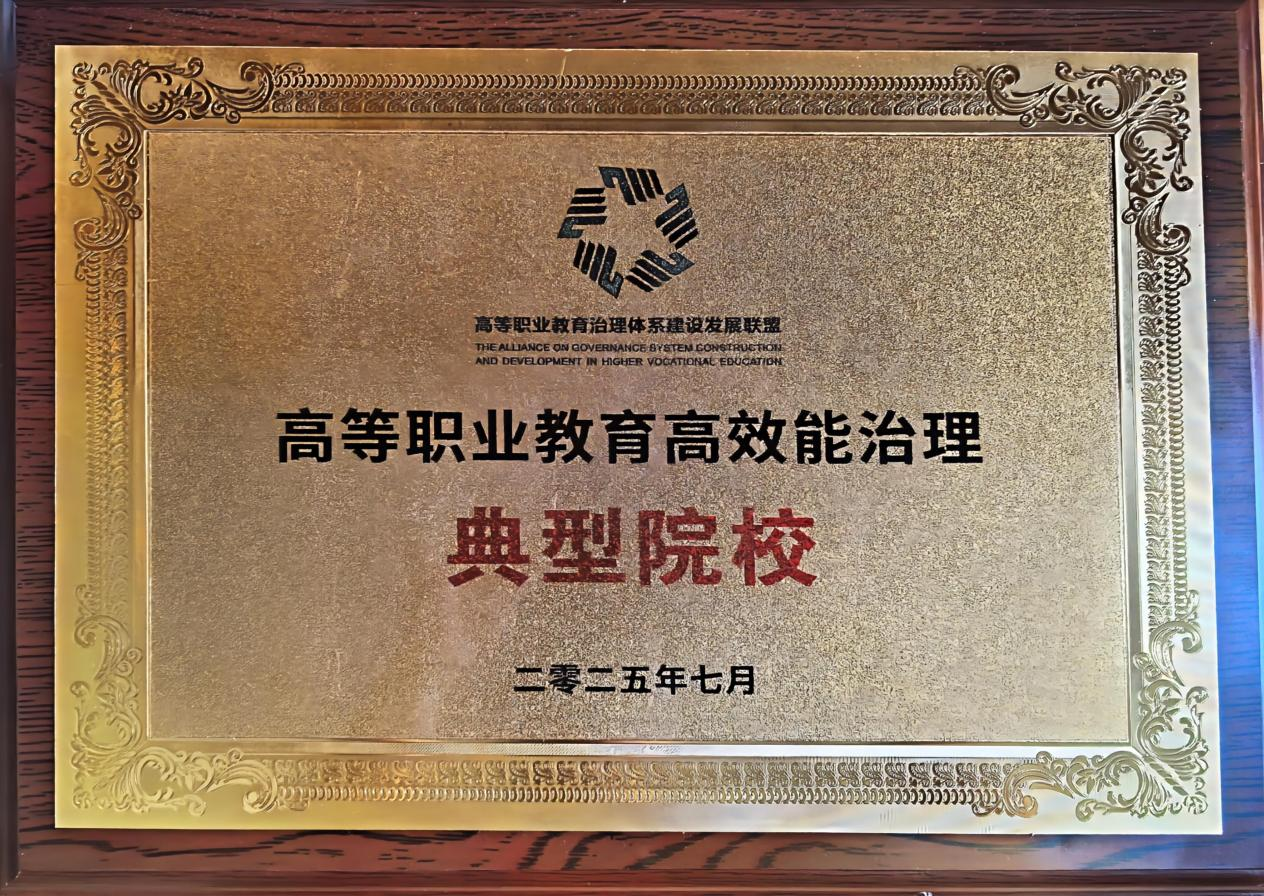 高等职业教育治理体系建设发展联盟
THE ALLIANCE ON GOVERNANCE SYSTEM CONSTRUCTION
AND DEVELOPMENT IN HIGHER VOCATIONAL EDUCATION
高等职业教育高效能治理
典型院校
二零二五年七月